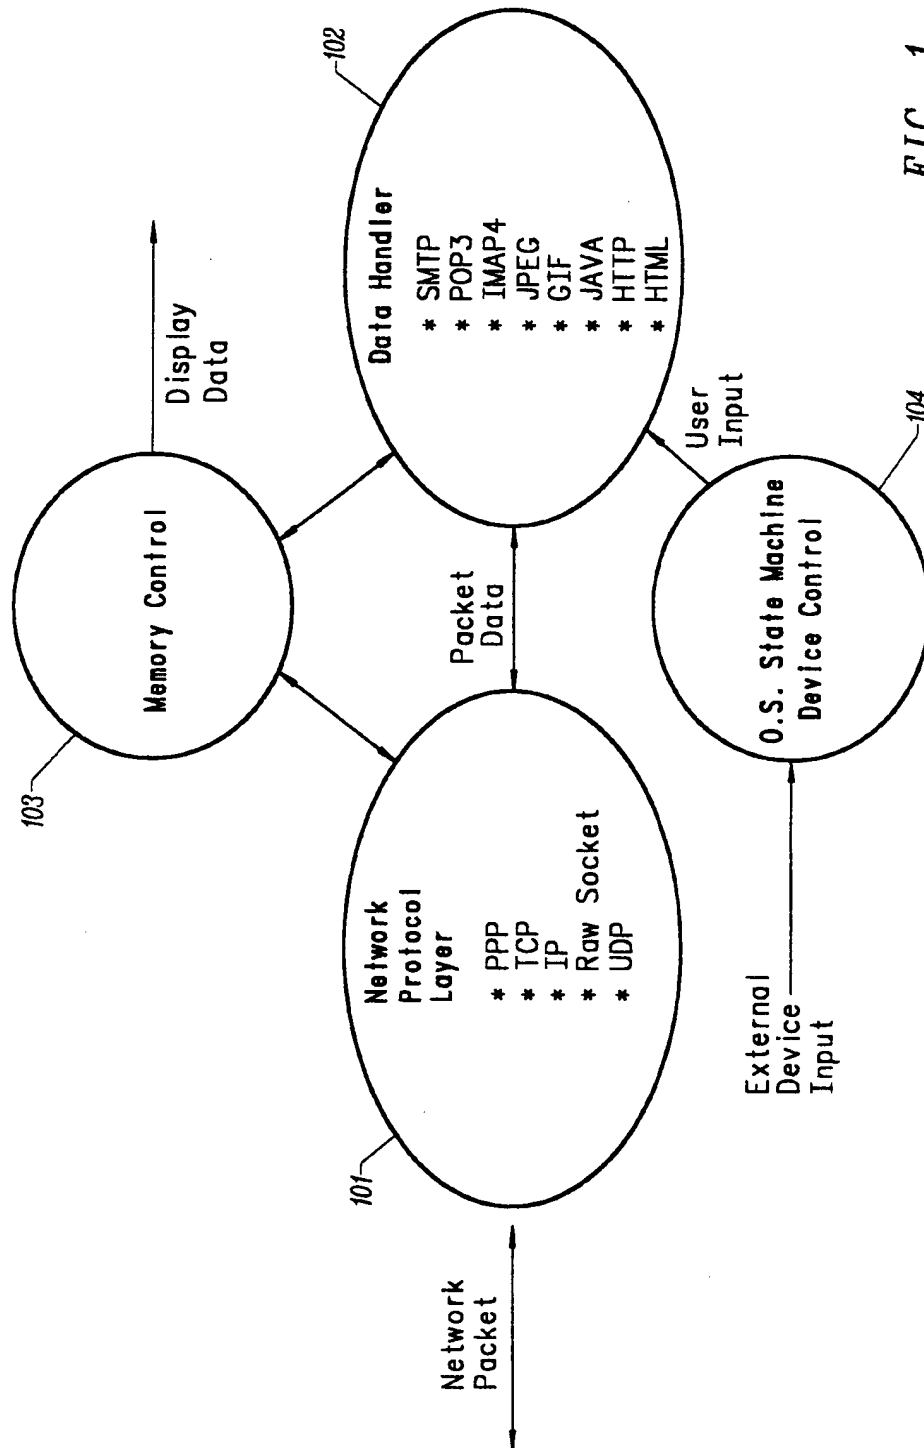 103
Memory Control
Display
Data
102
Data Handler
* SMTP
* POP3
* IMAP4
* JPEG
* GIF
* JAVA
* HTTP
* HTML
101
Network
Protocol
Layer
* PPP
* TCP
* IP
* Raw Socket
* UDP
Network
Packet
Packet
Data
User
Input
External
Device
Input
O.S. State Machine
Device Control
104
FIG. 1